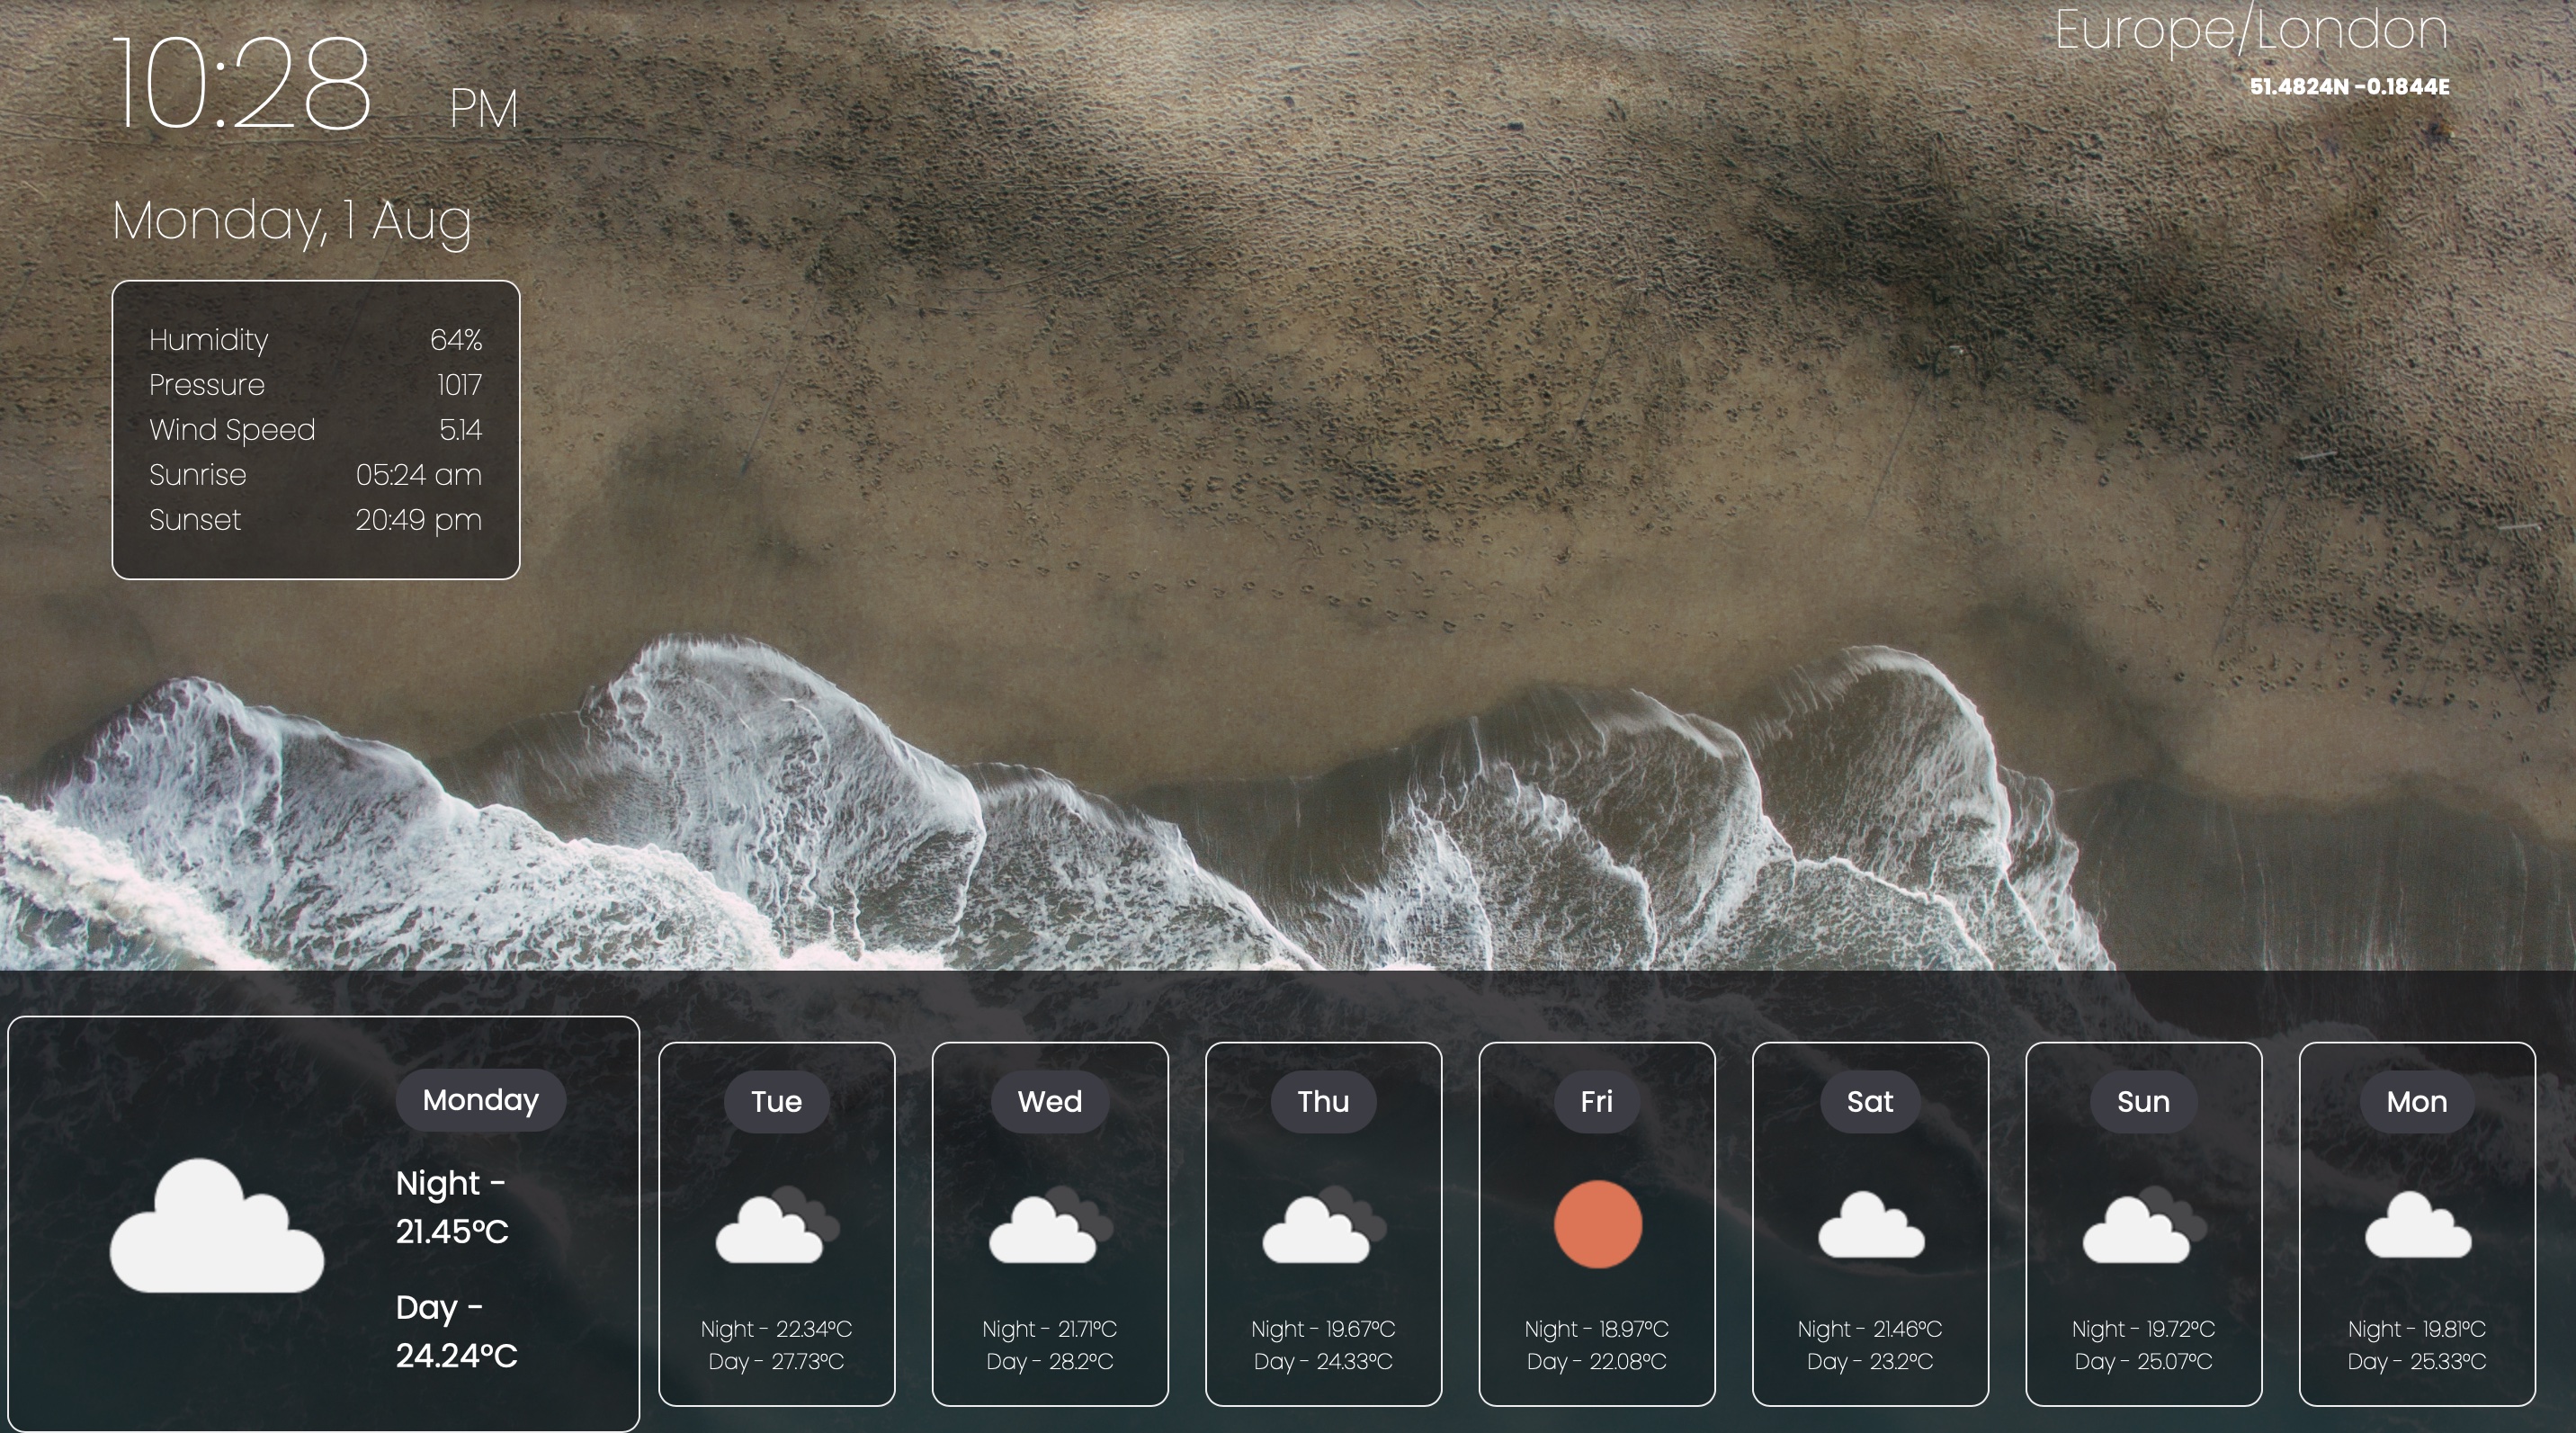 10:28 PM
Europe/London
51.4824N -0.1844E
Monday, 1 Aug
Humidity 64%
Pressure 1017
Wind Speed 5.14
Sunrise 05:24 am
Sunset 20:49 pm
Monday
Night -
21.45°C
Day -
24.24°C
Tue
Night - 22.34°C
Day - 27.73°C
Wed
Night - 21.71°C
Day - 28.2°C
Thu
Night - 19.67°C
Day - 24.33°C
Fri
Night - 18.97°C
Day - 22.08°C
Sat
Night - 21.46°C
Day - 23.2°C
Sun
Night - 19.72°C
Day - 25.07°C
Mon
Night - 19.81°C
Day - 25.33°C